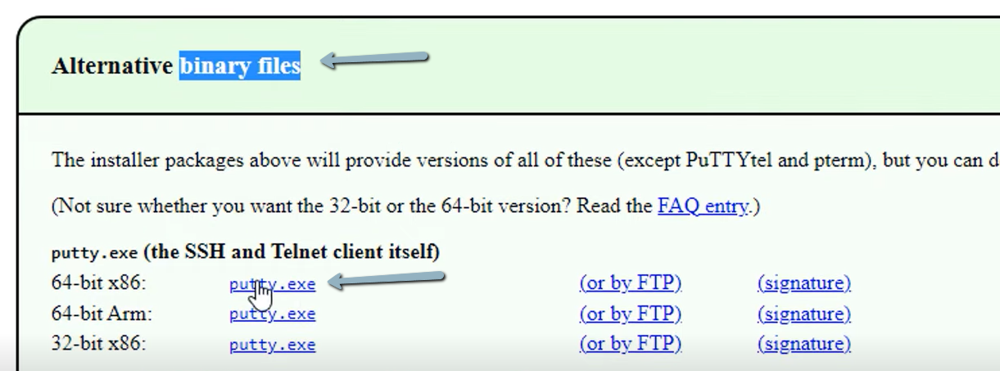 Alternative binary files
The installer packages above will provide versions of all of these (except PuTTYtel and pterm), but you can d
(Not sure whether you want the 32-bit or the 64-bit version? Read the FAQ entry.)
putty.exe (the SSH and Telnet client itself)
64-bit x86: putty.exe (or by FTP) (signature)
64-bit Arm: putty.exe (or by FTP) (signature)
32-bit x86: putty.exe (or by FTP) (signature)